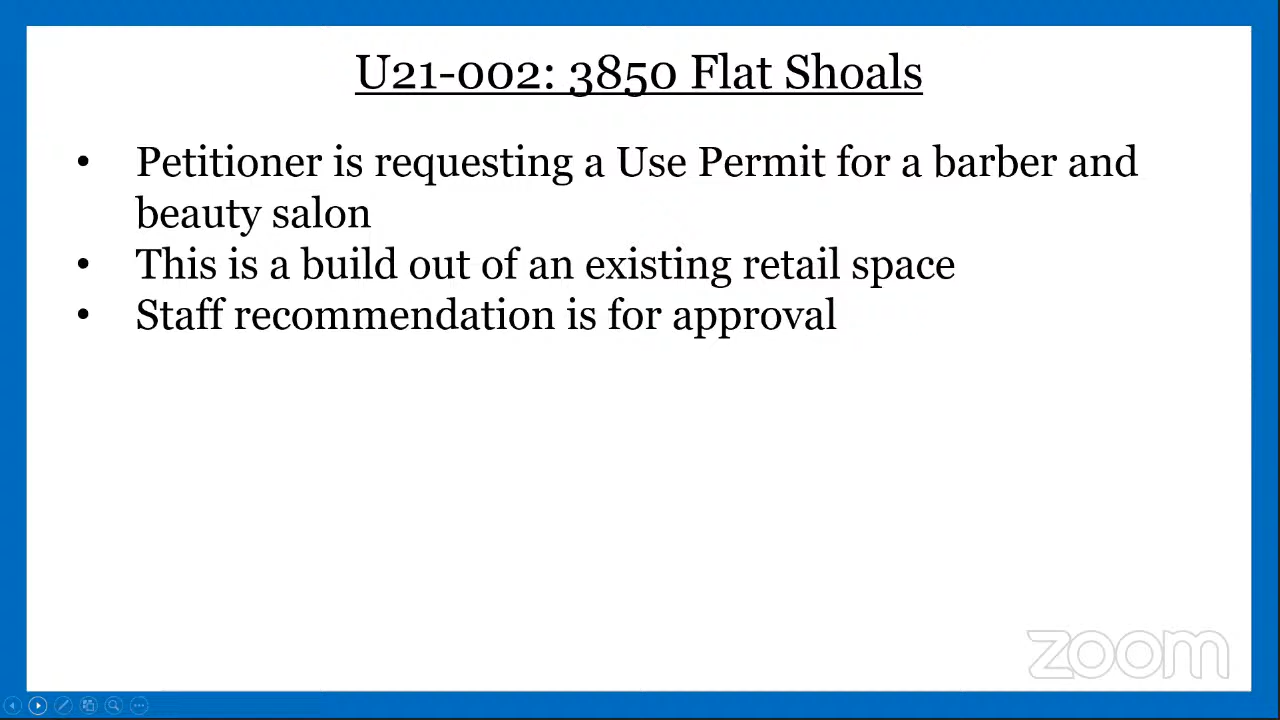 U21-002: 3850 Flat Shoals
• Petitioner is requesting a Use Permit for a barber and
beauty salon
• This is a build out of an existing retail space
• Staff recommendation is for approval
zoom